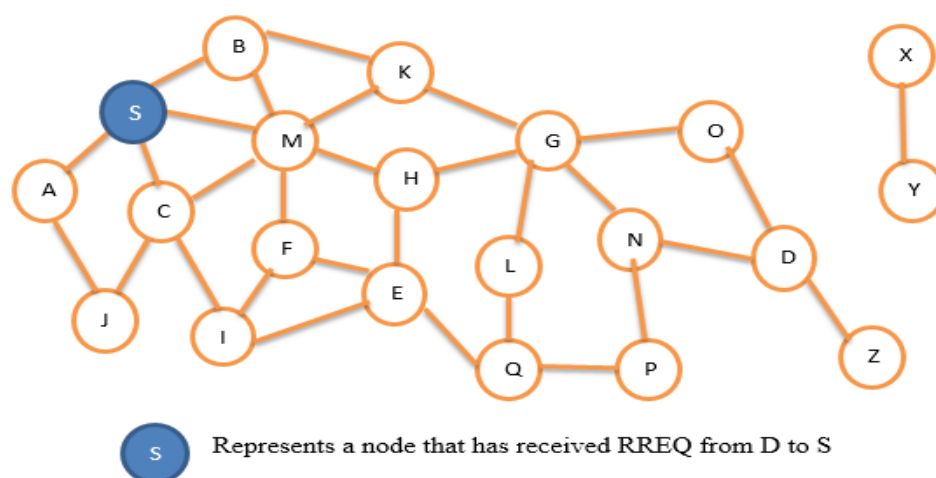 B
K
X
S
M
G
O
A
H
Y
C
F
L
N
D
E
J
I
Q
P
Z
S Represents a node that has received RREQ from D to S